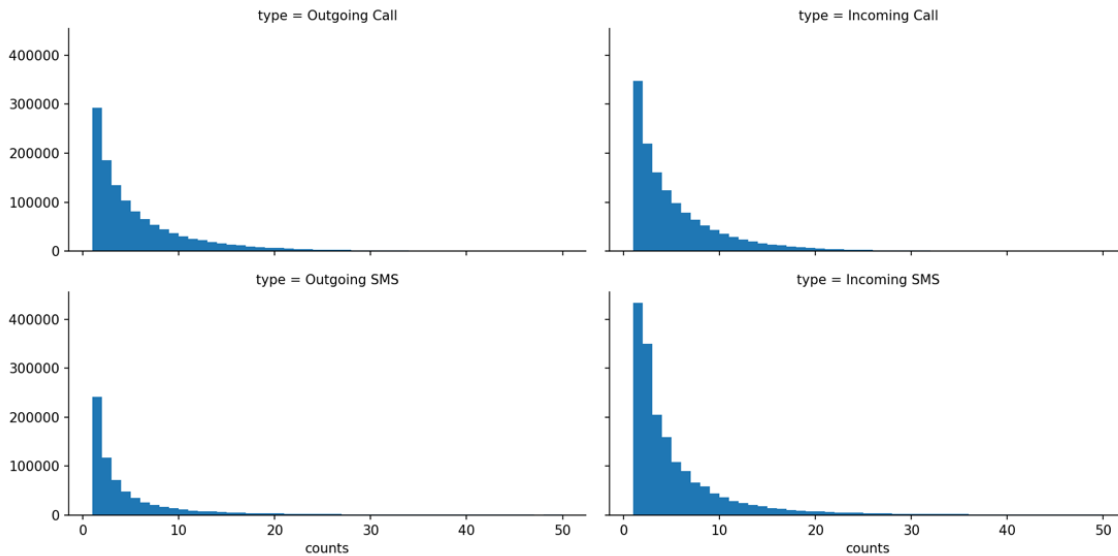 type = Outgoing Call
type = Incoming Call
400000
300000
200000
100000
0
type = Outgoing SMS
type = Incoming SMS
400000
300000
200000
100000
0
0 10 20 30 40 50
0 10 20 30 40 50
counts
counts